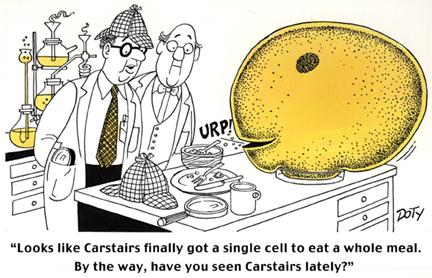 URP!
DOTY
"Looks like Carstairs finally got a single cell to eat a whole meal.
By the way, have you seen Carstairs lately?"